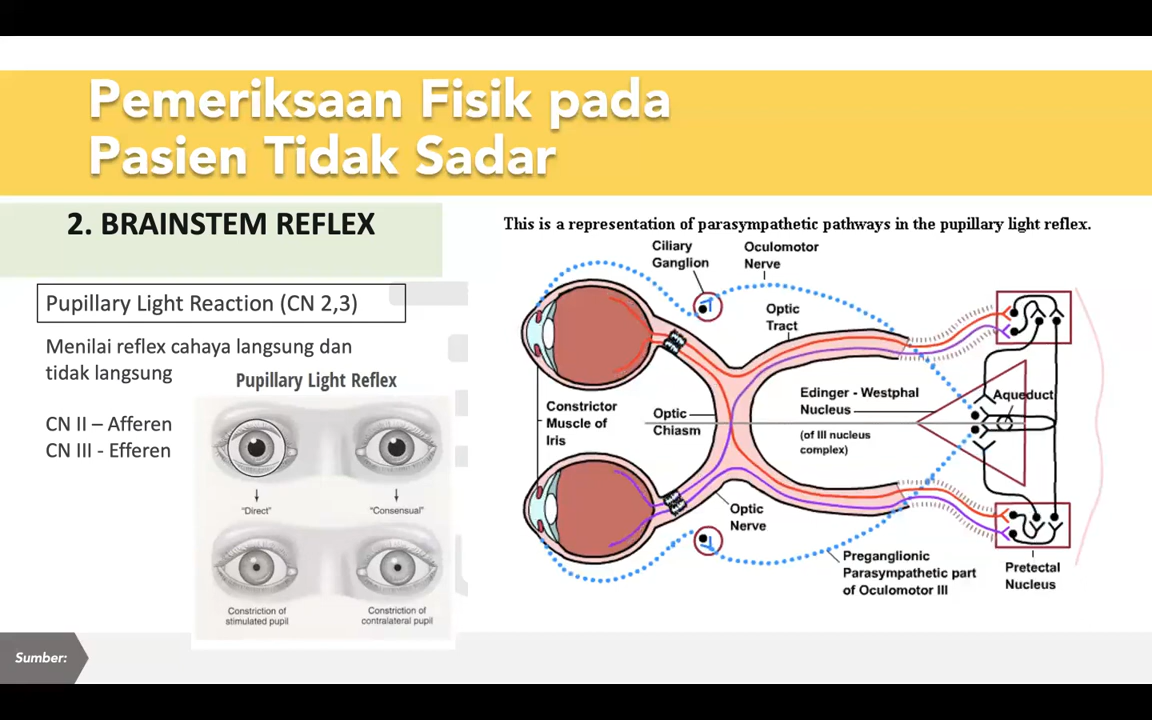 Pemeriksaan Fisik pada
Pasien Tidak Sadar
2. BRAINSTEM REFLEX
Pupillary Light Reaction (CN 2,3)
Menilai reflex cahaya langsung dan
tidak langsung
CN II – Afferen
CN III - Efferen
Pupillary Light Reflex
"Direct"
"Consensual"
Constriction of
stimulated pupil
Constriction of
contralateral pupil
This is a representation of parasympathetic pathways in the pupillary light reflex.
Ciliary
Ganglion
Oculomotor
Nerve
Optic
Tract
Constrictor
Muscle of
Iris
Optic
Chiasm
Edinger - Westphal
Nucleus
(of III nucleus
complex)
Aqueduct
Optic
Nerve
Preganglionic
Parasympathetic part
of Oculomotor III
Pretectal
Nucleus
Sumber: